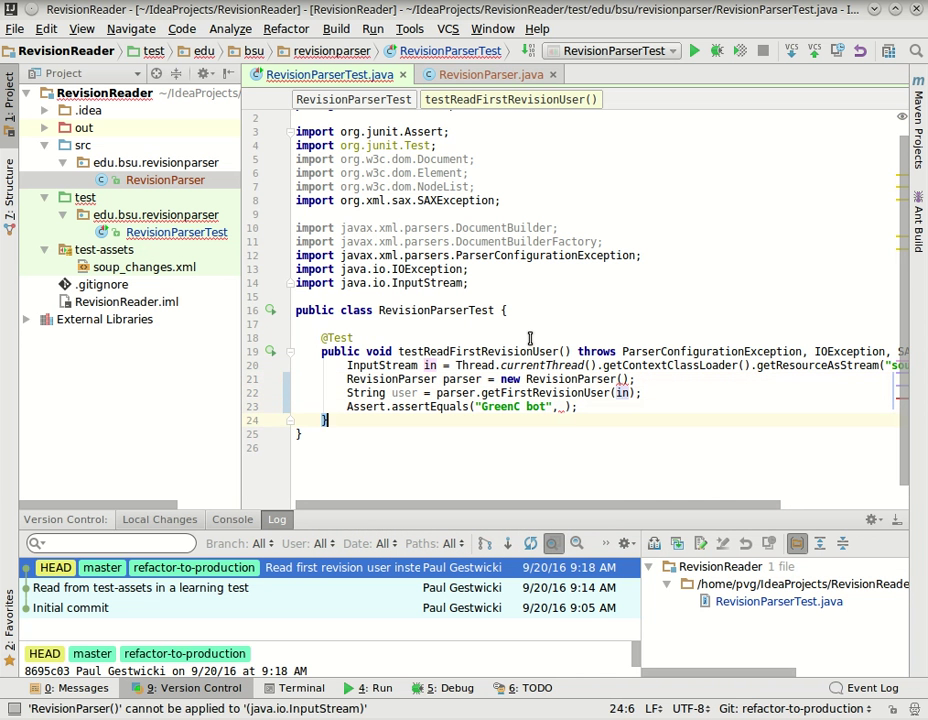 RevisionReader - [~/IdeaProjects/RevisionReader] - [RevisionReader] - ~/IdeaProjects/RevisionReader/test/edu/bsu/revisionparser/RevisionParserTest.java - I...
File Edit View Navigate Code Analyze Refactor Build Run Tools VCS Window Help
RevisionReader test edu bsu revisionparser RevisionParserTest RevisionParserTest VCS VCS
1: Project
7: Structure
2: Favorites
Project
RevisionReader ~/IdeaProjects/
.idea
out
src
edu.bsu.revisionparser
RevisionParser
test
edu.bsu.revisionparser
RevisionParserTest
test-assets
soup_changes.xml
.gitignore
RevisionReader.iml
External Libraries
RevisionParserTest.java RevisionParser.java
RevisionParserTest testReadFirstRevisionUser()
2
3 import org.junit.Assert;
4 import org.junit.Test;
5 import org.w3c.dom.Document;
6 import org.w3c.dom.Element;
7 import org.w3c.dom.NodeList;
8 import org.xml.sax.SAXException;
9
10 import javax.xml.parsers.DocumentBuilder;
11 import javax.xml.parsers.DocumentBuilderFactory;
12 import javax.xml.parsers.ParserConfigurationException;
13 import java.io.IOException;
14 import java.io.InputStream;
15
16 public class RevisionParserTest {
17
18 @Test
19 public void testReadFirstRevisionUser() throws ParserConfigurationException, IOException, SA
20 InputStream in = Thread.currentThread().getContextClassLoader().getResourceAsStream("sou
21 RevisionParser parser = new RevisionParser();
22 String user = parser.getFirstRevisionUser(in);
23 Assert.assertEquals("GreenC bot", );
24 }
25 }
26
Maven Projects
Ant Build
Version Control: Local Changes Console Log
Branch: All User: All Date: All Paths: All
HEAD master refactor-to-production Read first revision user inste Paul Gestwicki 9/20/16 9:18 AM
Read from test-assets in a learning test Paul Gestwicki 9/20/16 9:14 AM
Initial commit Paul Gestwicki 9/20/16 9:05 AM
HEAD master refactor-to-production
8695c03 Paul Gestwicki on 9/20/16 at 9:18 AM
RevisionReader 1 file
/home/pvg/IdeaProjects/RevisionReade
RevisionParserTest.java
0: Messages 9: Version Control Terminal 4: Run 5: Debug 6: TODO Event Log
'RevisionParser()' cannot be applied to '(java.io.InputStream)' 24:6 LF UTF-8 Git: refactor-to-production